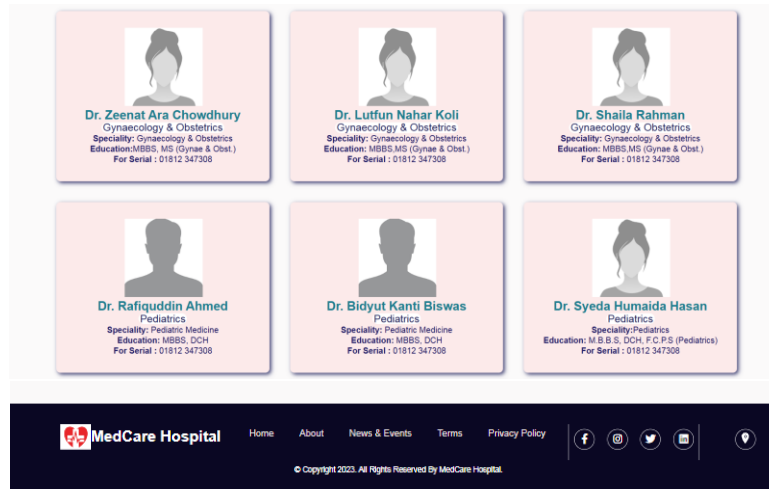 Dr. Zeenat Ara Chowdhury
Gynaecology & Obstetrics
Speciality: Gynaecology & Obstetrics
Education:MBBS, MS (Gynae & Obst.)
For Serial : 01812 347308
Dr. Lutfun Nahar Koli
Gynaecology & Obstetrics
Speciality: Gynaecology & Obstetrics
Education: MBBS,MS (Gynae & Obst.)
For Serial : 01812 347308
Dr. Shaila Rahman
Gynaecology & Obstetrics
Speciality: Gynaecology & Obstetrics
Education: MBBS,MS (Gynae & Obst.)
For Serial : 01812 347308
Dr. Rafiquddin Ahmed
Pediatrics
Speciality: Pediatric Medicine
Education: MBBS, DCH
For Serial : 01812 347308
Dr. Bidyut Kanti Biswas
Pediatrics
Speciality: Pediatric Medicine
Education: MBBS, DCH
For Serial : 01812 347308
Dr. Syeda Humaida Hasan
Pediatrics
Speciality:Pediatrics
Education: M.B.B.S, DCH, F.C.P.S (Pediatrics)
For Serial : 01812 347308
MedCare Hospital Home About News & Events Terms Privacy Policy
© Copyright 2023. All Rights Reserved By MedCare Hospital.